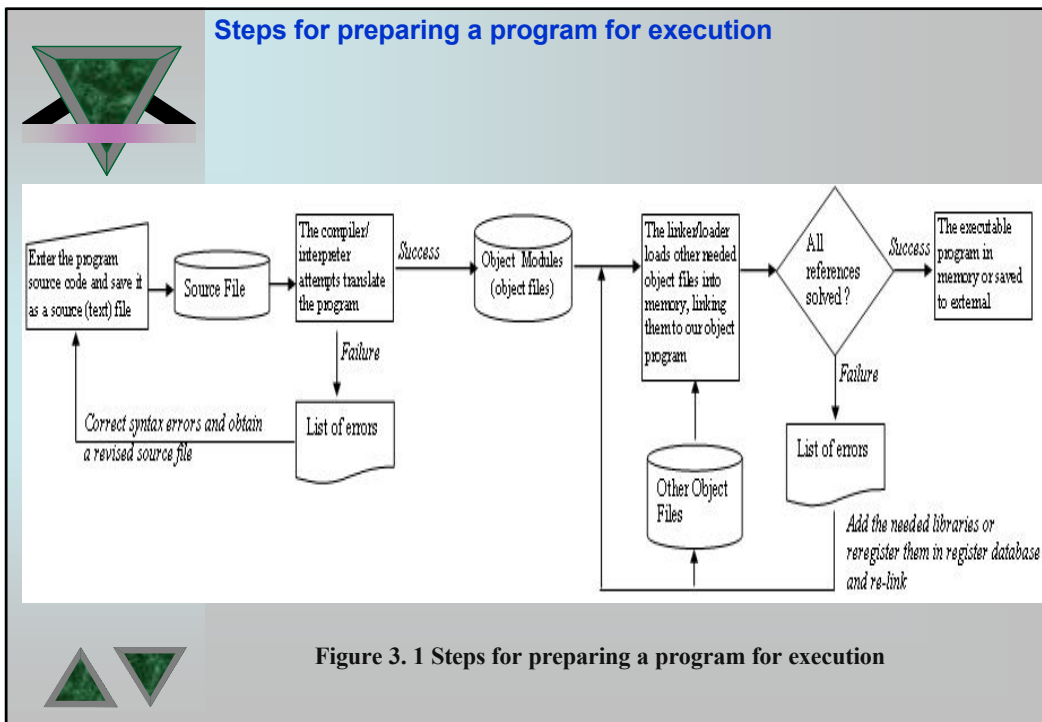 Steps for preparing a program for execution
Enter the program
source code and save it
as a source (text) file
Source File
The compiler/
interpreter
attempts translate
the program
Success
Failure
List of errors
Correct syntax errors and obtain
a revised source file
Object Modules
(object files)
The linker/loader
loads other needed
object files into
memory, linking
them to our object
program
Other Object
Files
All
references
solved ?
Success
Failure
The executable
program in
memory or saved
to external
List of errors
Add the needed libraries or
reregister them in register database
and re-link
Figure 3. 1 Steps for preparing a program for execution